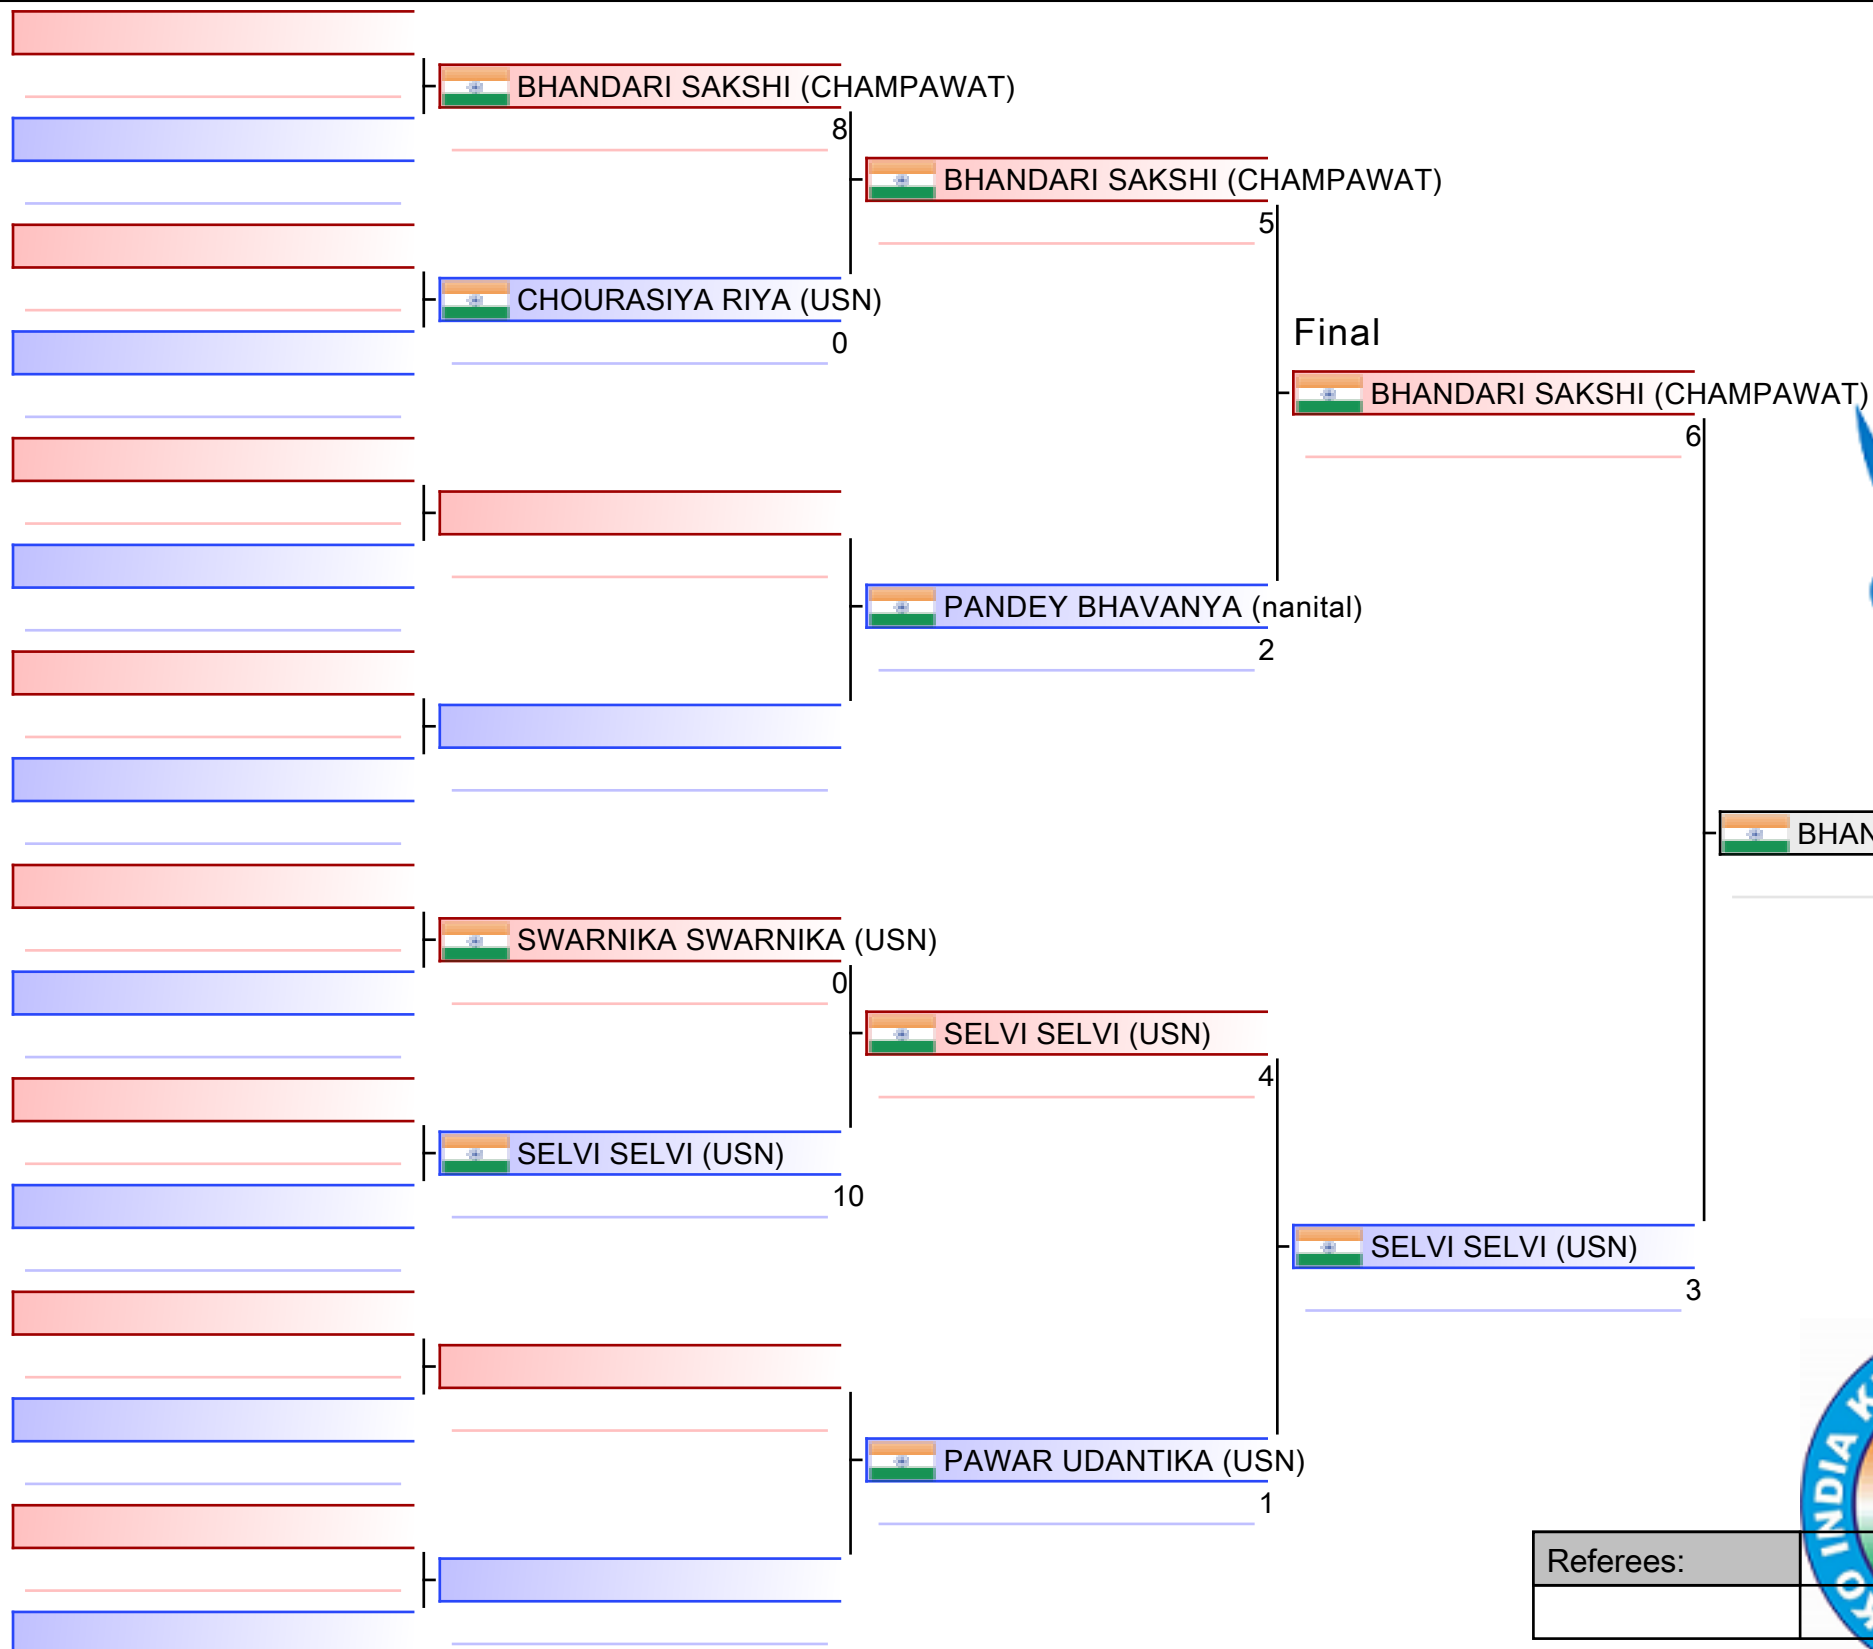 BHANDARI SAKSHI (CHAMPAWAT)
8
BHANDARI SAKSHI (CHAMPAWAT)
5
CHOURASIYA RIYA (USN)
0
Final
BHANDARI SAKSHI (CHAMPAWAT)
6
PANDEY BHAVANYA (nanital)
2
BHAN
SWARNIKA SWARNIKA (USN)
0
SELVI SELVI (USN)
4
SELVI SELVI (USN)
10
SELVI SELVI (USN)
3
PAWAR UDANTIKA (USN)
1
Referees:
INDIA